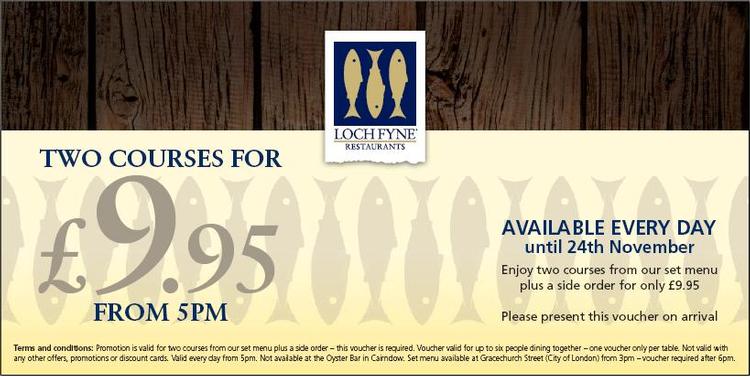 LOCH FYNE®
RESTAURANTS
TWO COURSES FOR
£9.95
FROM 5PM
AVAILABLE EVERY DAY
until 24th November
Enjoy two courses from our set menu
plus a side order for only £9.95
Please present this voucher on arrival
Terms and conditions: Promotion is valid for two courses from our set menu plus a side order – this voucher is required. Voucher valid for up to six people dining together – one voucher only per table. Not valid with
any other offers, promotions or discount cards. Valid every day from 5pm. Not available at the Oyster Bar in Cairndow. Set menu available at Gracechurch Street (City of London) from 3pm – voucher required after 6pm.